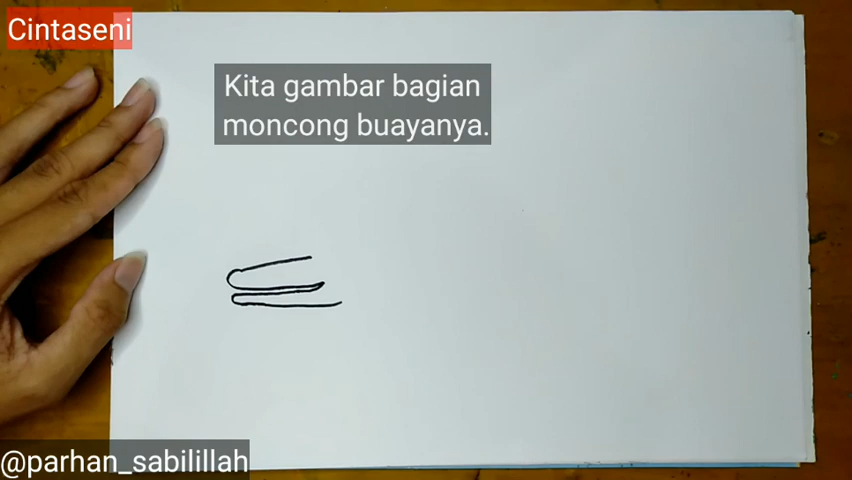 Cintaseni
Kita gambar bagian
moncong buayanya.
@parhan_sabilillah